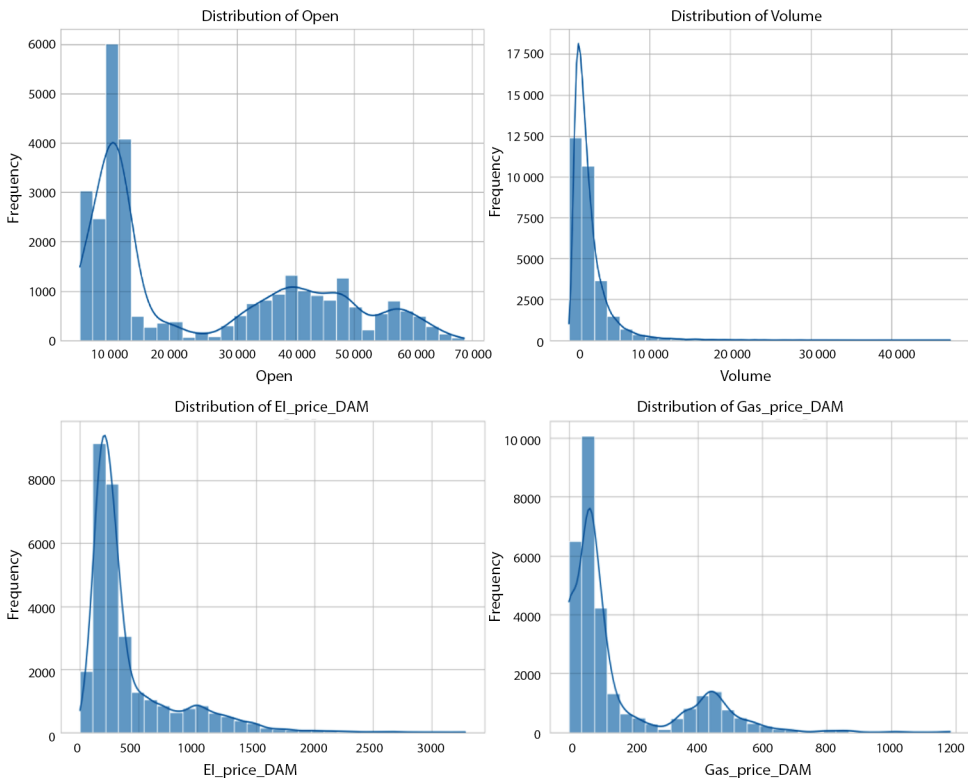 Distribution of Open
6000
5000
4000
3000
2000
1000
0
Frequency
10 000 20 000 30 000 40 000 50 000 60 000 70 000
Open
Distribution of Volume
17 500
15 000
12 500
10 000
17 500
5000
2500
0
Frequency
0 10 000 20 000 30 000 40 000
Volume
Distribution of EI_price_DAM
8000
6000
4000
2000
0
Frequency
0 500 1000 1500 2000 2500 3000
EI_price_DAM
Distribution of Gas_price_DAM
10 000
8000
6000
4000
2000
0
Frequency
0 200 400 600 800 1000 1200
Gas_price_DAM